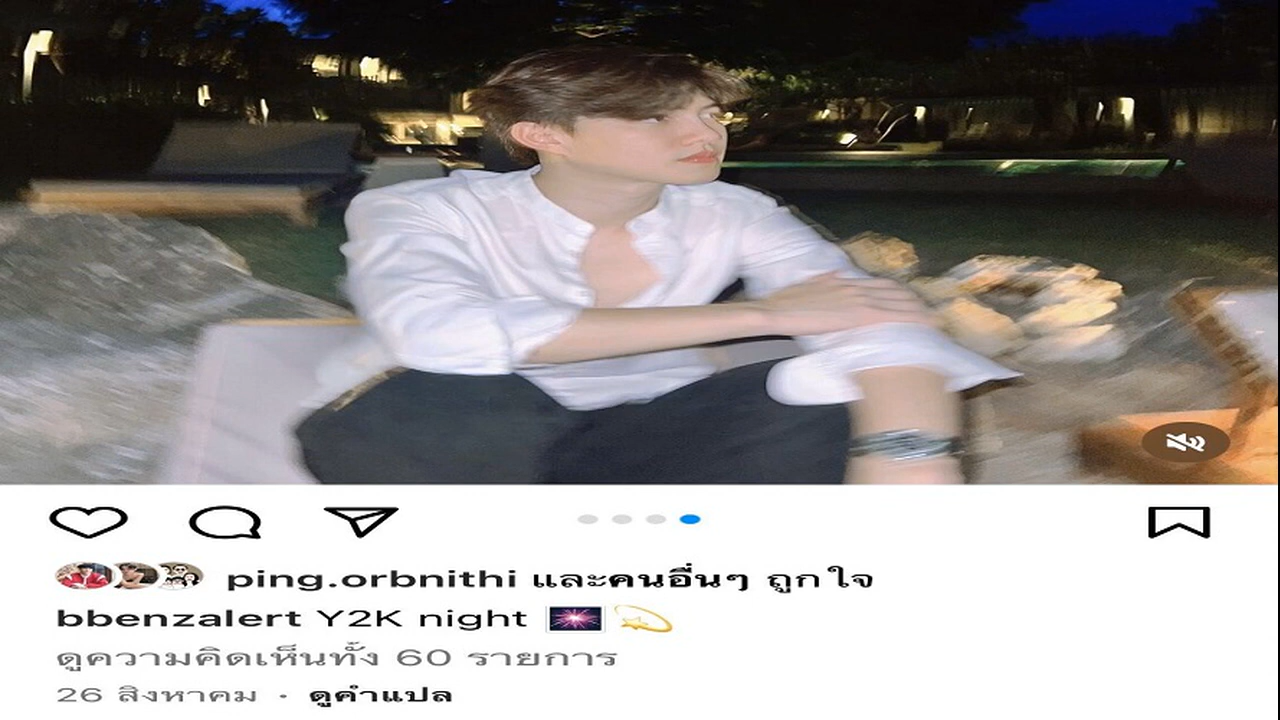 ping.orbnithi และคนอื่นๆ ถูกใจ
bbenzalert Y2K night 🎆 💫
ดูความคิดเห็นทั้ง 60 รายการ
26 สิงหาคม · ดูคำแปล